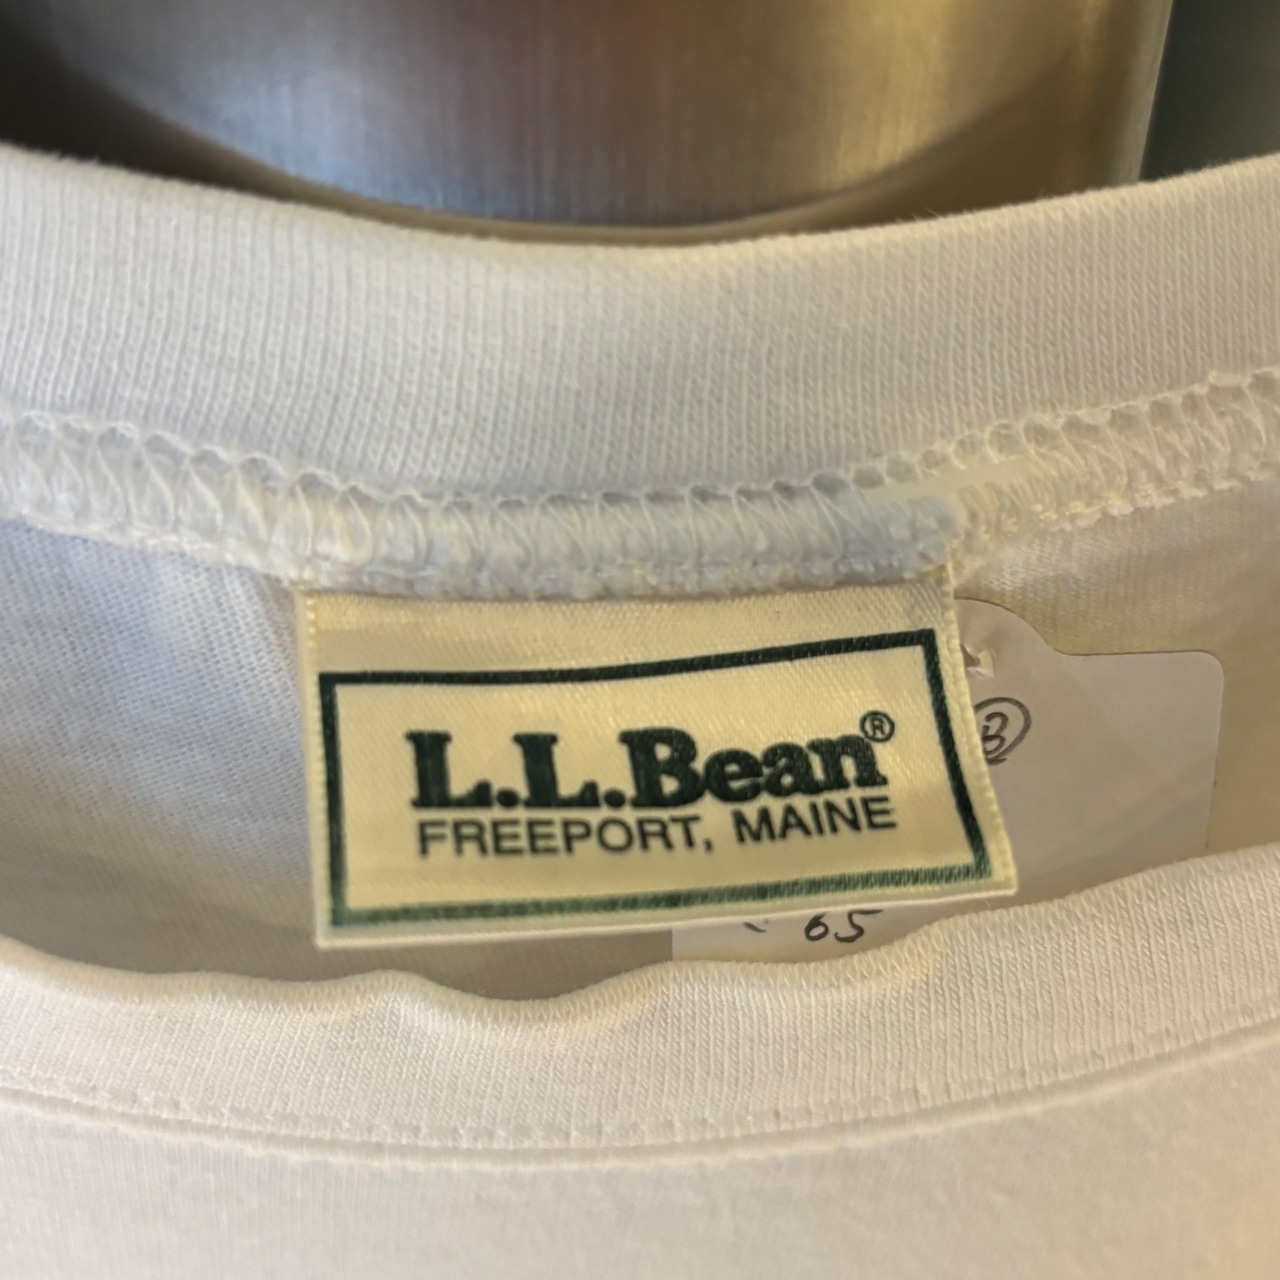 L.L.Bean®
FREEPORT, MAINE
B
65